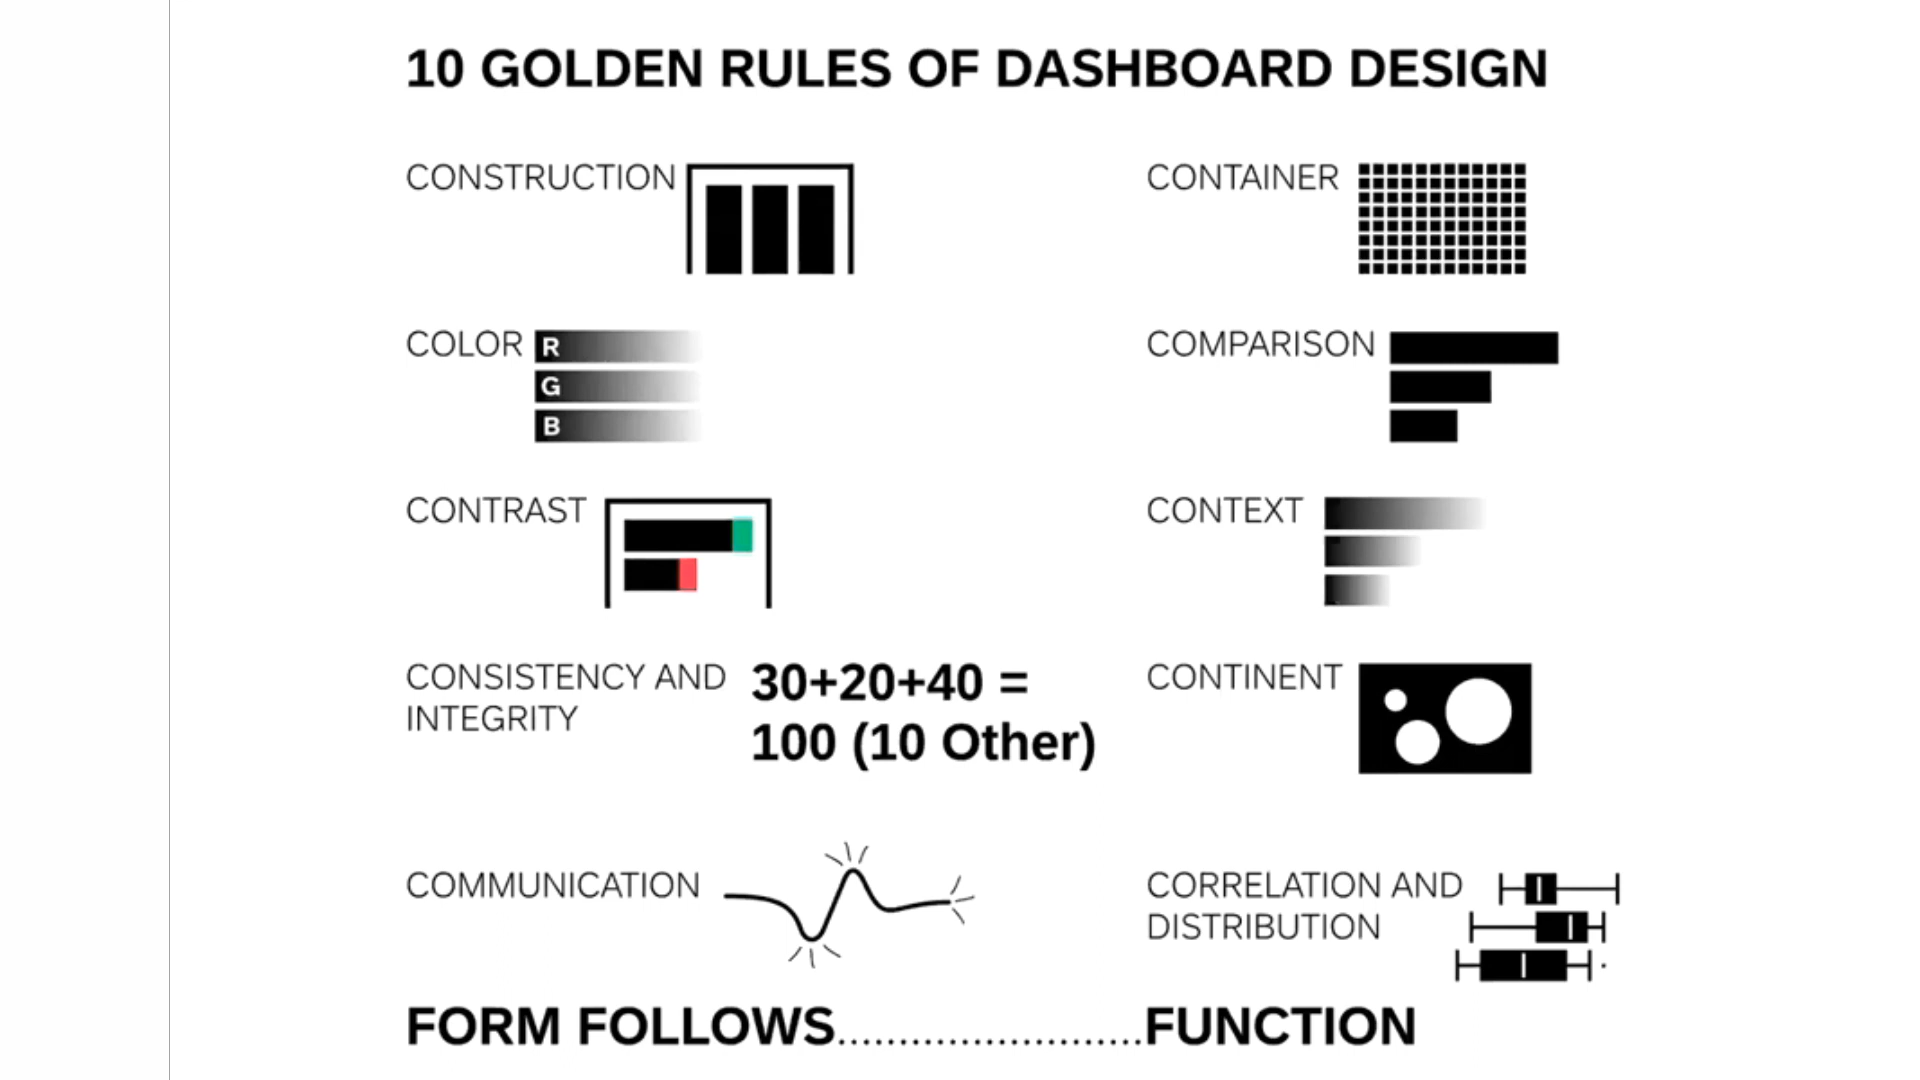 10 GOLDEN RULES OF DASHBOARD DESIGN
CONSTRUCTION
CONTAINER
COLOR
R
G
B
COMPARISON
CONTRAST
CONTEXT
CONSISTENCY AND
INTEGRITY
30+20+40 =
100 (10 Other)
CONTINENT
COMMUNICATION
CORRELATION AND
DISTRIBUTION
FORM FOLLOWS.........................FUNCTION